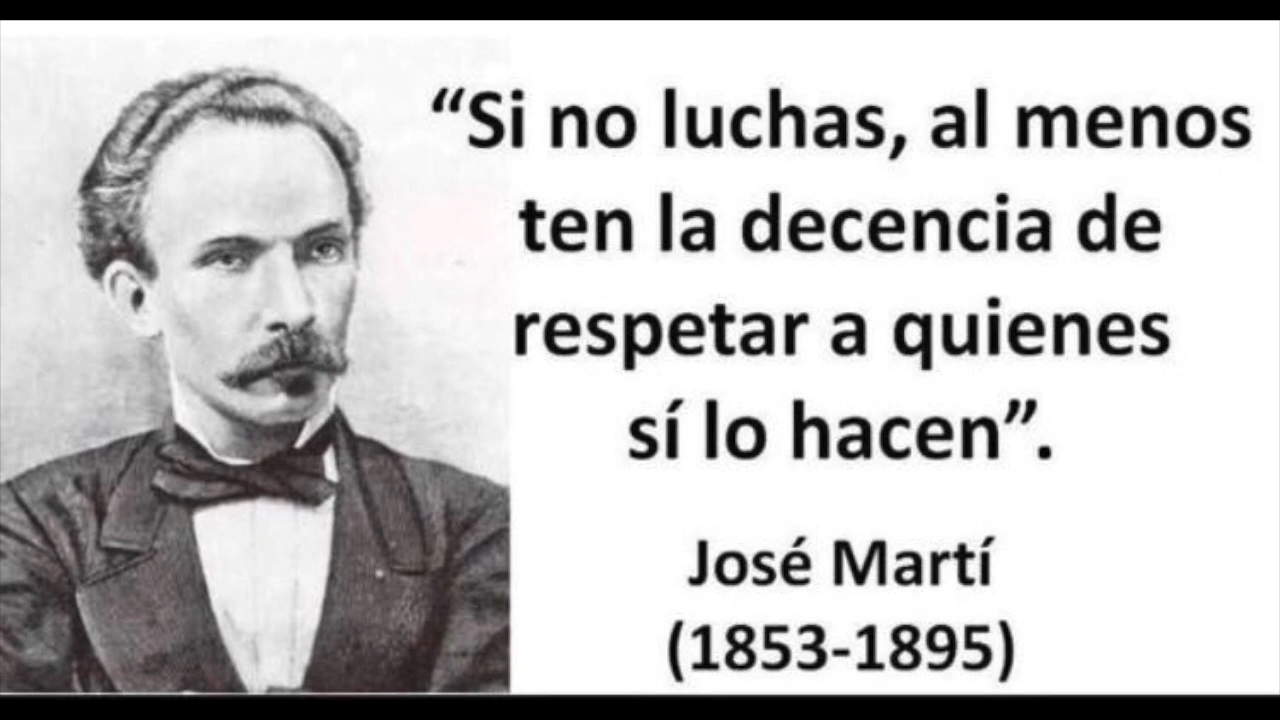 “Si no luchas, al menos
ten la decencia de
respetar a quienes
sí lo hacen”.
José Martí
(1853-1895)